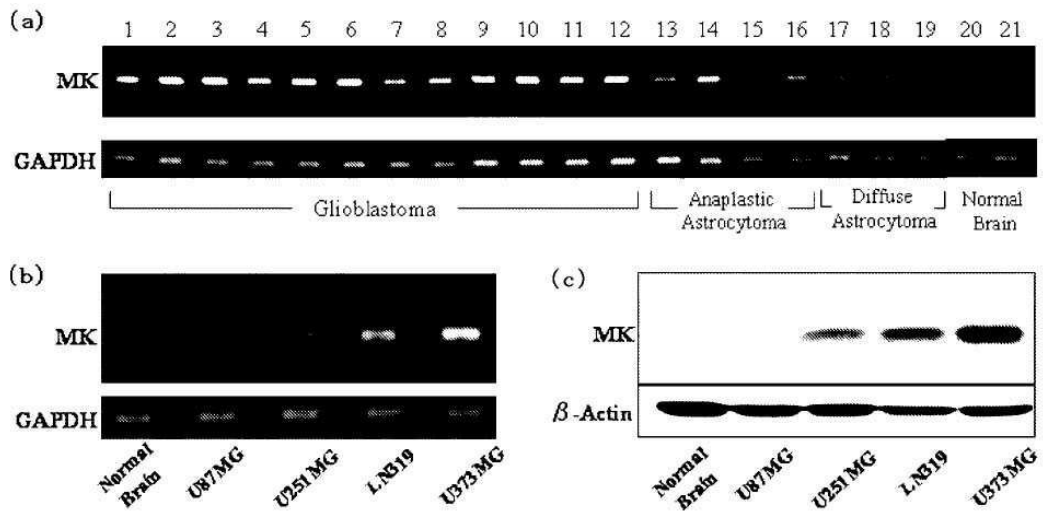 (a)
1 2 3 4 5 6 7 8 9 10 11 12 13 14 15 16 17 18 19 20 21
MK
GAPDH
Glioblastoma
Anaplastic
Astrocytoma
Diffuse
Astrocytoma
Normal
Brain
(b)
MK
GAPDH
Normal
Brain
U87MG
U251MG
LN319
U373MG
(c)
MK
β-Actin
Normal
Brain
U87MG
U251MG
LN319
U373MG